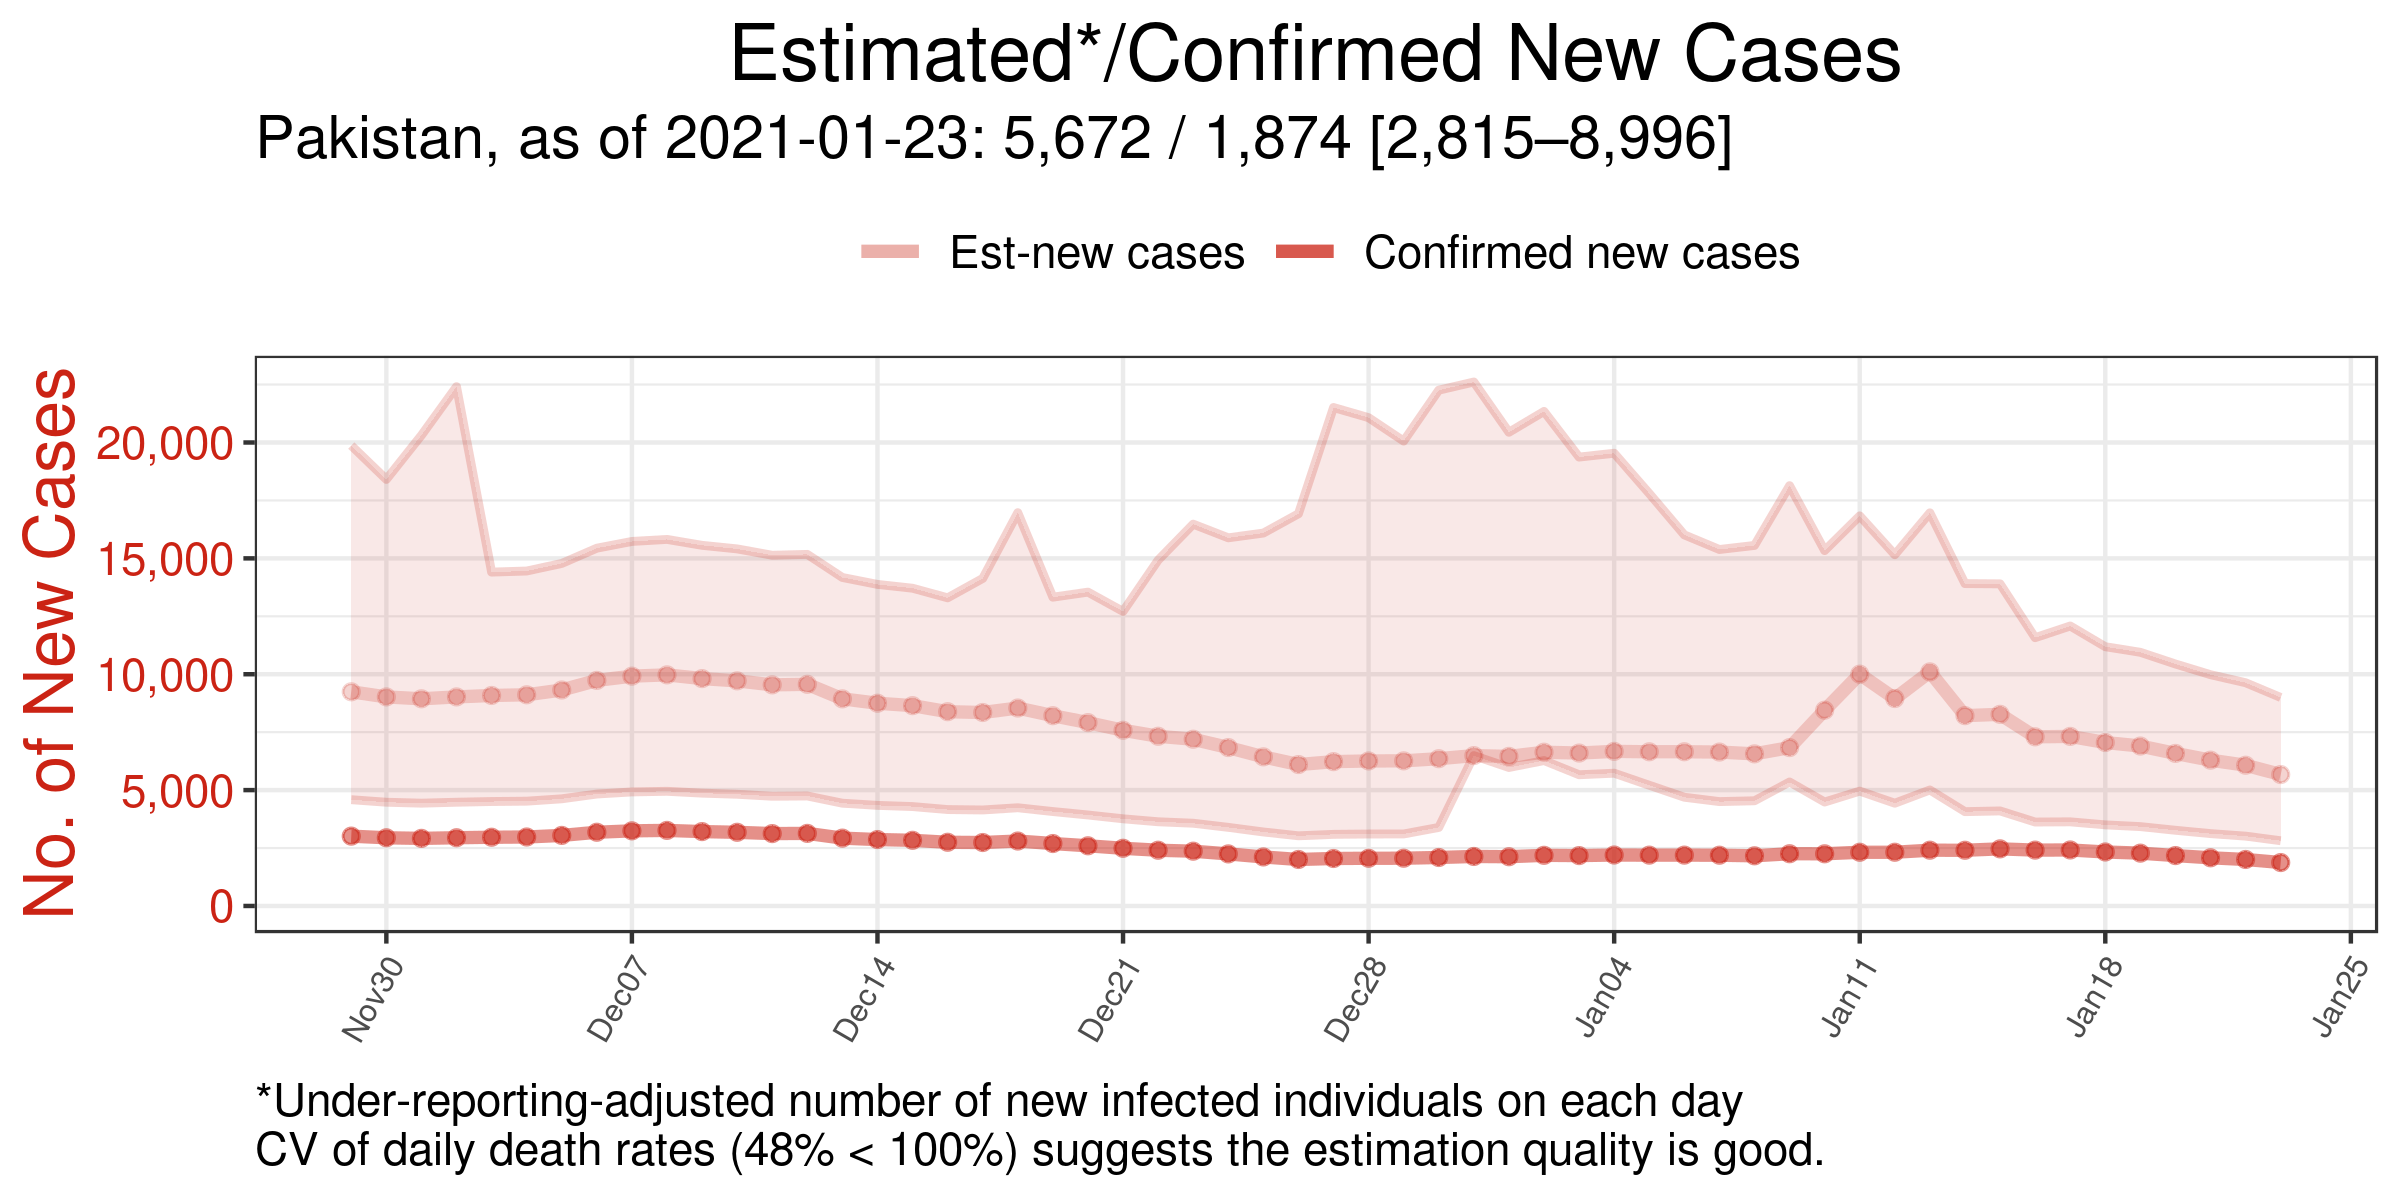 Estimated*/Confirmed New Cases
Pakistan, as of 2021-01-23: 5,672 / 1,874 [2,815–8,996]
Est-new cases
Confirmed new cases
No. of New Cases
20,000
15,000
10,000
5,000
0
Nov30
Dec07
Dec14
Dec21
Dec28
Jan04
Jan11
Jan18
Jan25
*Under-reporting-adjusted number of new infected individuals on each day
CV of daily death rates (48% < 100%) suggests the estimation quality is good.